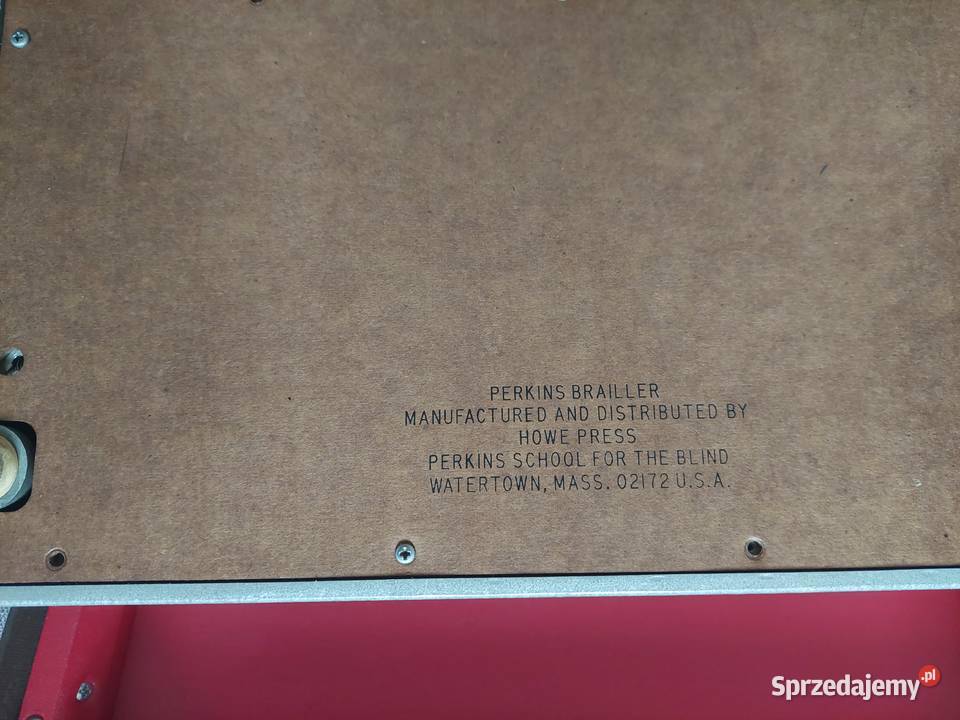 PERKINS BRAILLER
MANUFACTURED AND DISTRIBUTED BY
HOWE PRESS
PERKINS SCHOOL FOR THE BLIND
WATERTOWN, MASS. 02172 U.S.A.
Sprzedajemy.pl